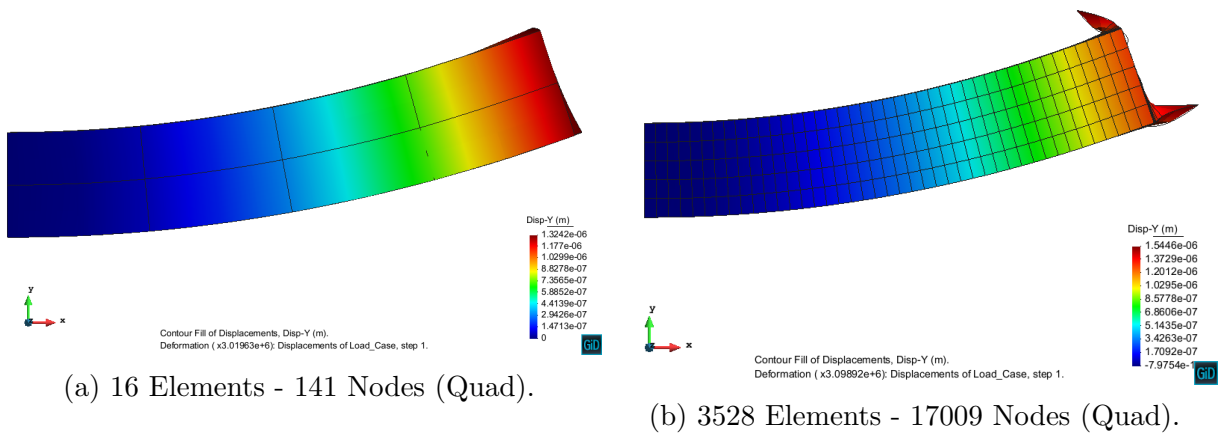 Disp-Y (m)
1.3242e-06
1.177e-06
1.0299e-06
8.8278e-07
7.3565e-07
5.8852e-07
4.4139e-07
2.9426e-07
1.4713e-07
0
y
x
Contour Fill of Displacements, Disp-Y (m).
Deformation ( x3.01963e+6): Displacements of Load_Case, step 1.
GiD
(a) 16 Elements - 141 Nodes (Quad).
Disp-Y (m)
1.5446e-06
1.3729e-06
1.2012e-06
1.0295e-06
8.5778e-07
6.8606e-07
5.1435e-07
3.4263e-07
1.7092e-07
-7.9754e-1
y
x
Contour Fill of Displacements, Disp-Y (m).
Deformation ( x3.09892e+6): Displacements of Load_Case, step 1.
GiD
(b) 3528 Elements - 17009 Nodes (Quad).